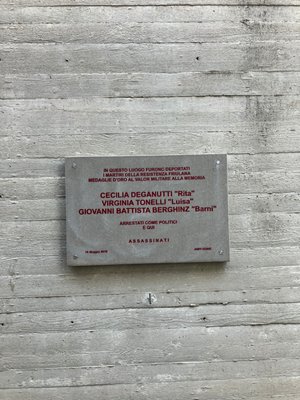 IN QUESTO LUOGO FURONO DEPORTATI
I MARTIRI DELLA RESISTENZA FRIULANA
MEDAGLIE D'ORO AL VALOR MILITARE ALLA MEMORIA
CECILIA DEGANUTTI "Rita"
VIRGINIA TONELLI "Luisa"
GIOVANNI BATTISTA BERGHINZ "Barni"
ARRESTATI COME POLITICI
E QUI
ASSASSINATI